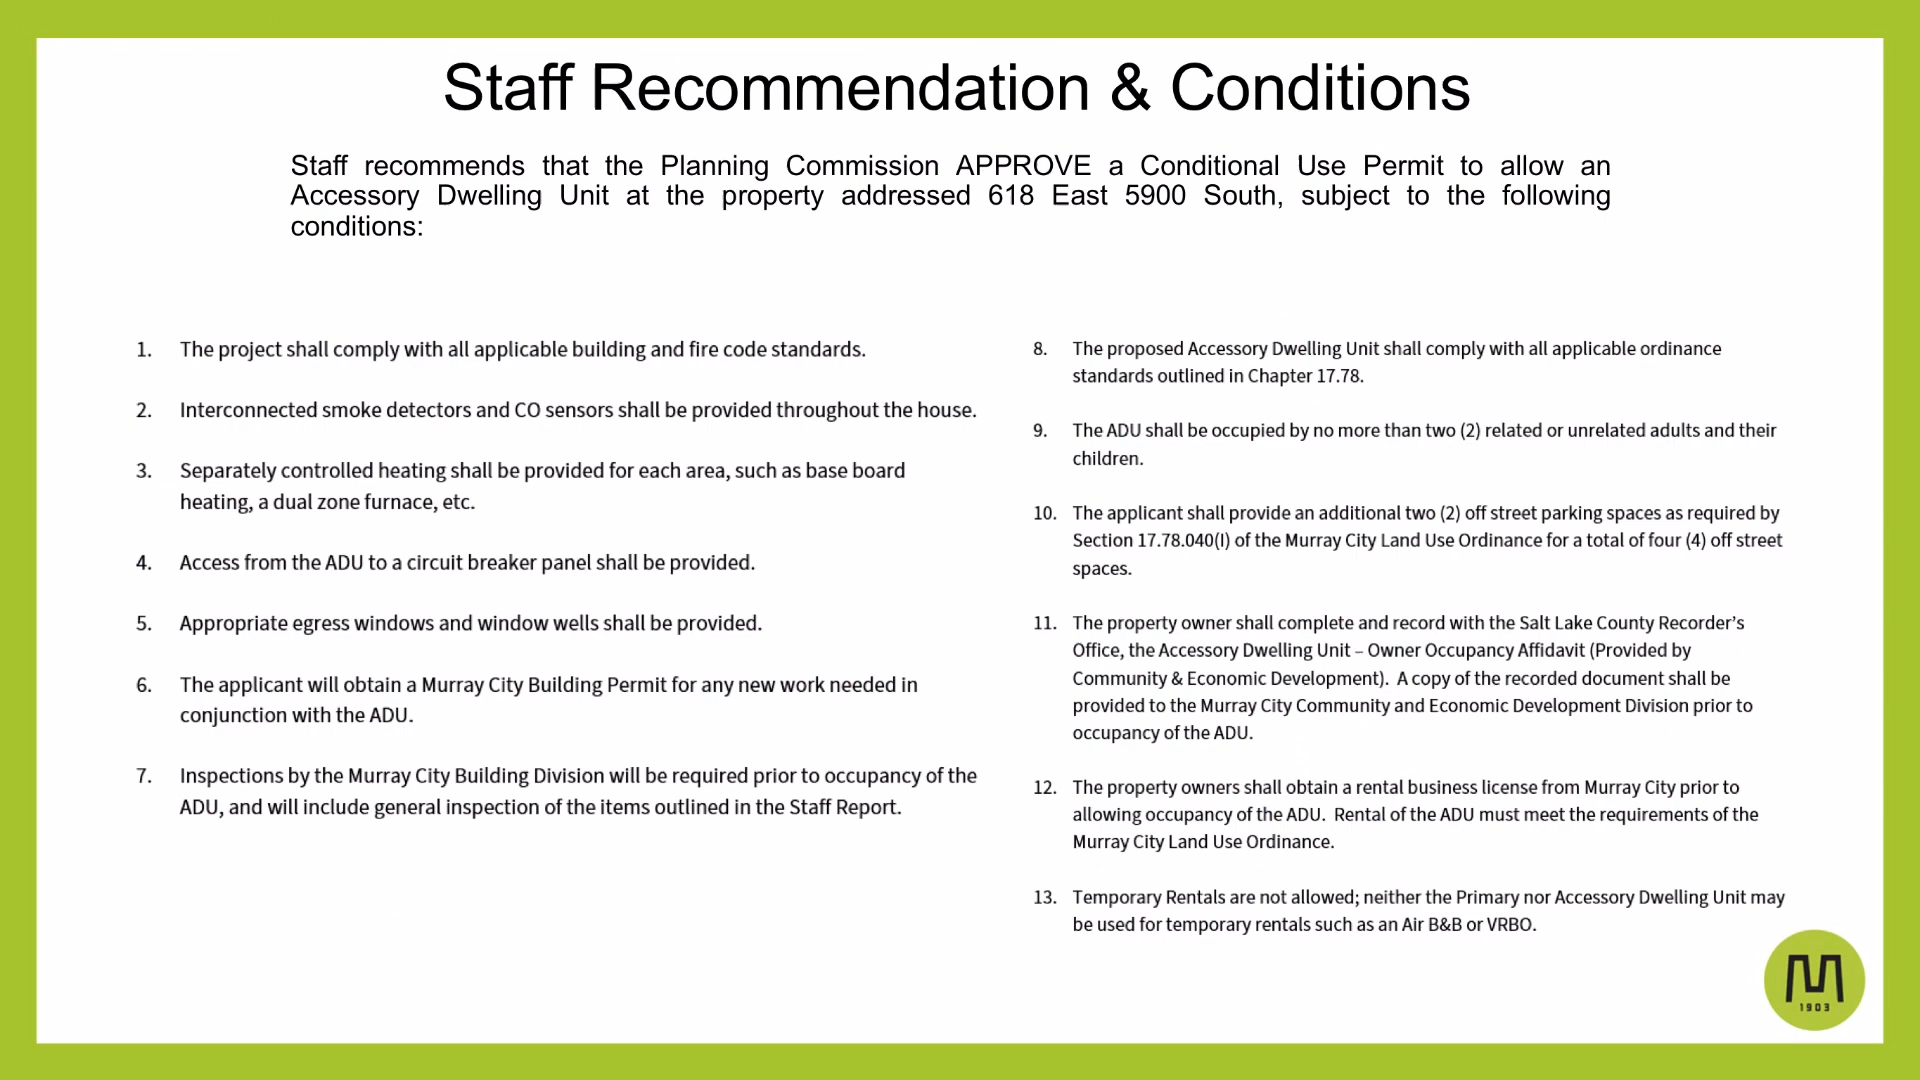 Staff Recommendation & Conditions
Staff recommends that the Planning Commission APPROVE a Conditional Use Permit to allow an
Accessory Dwelling Unit at the property addressed 618 East 5900 South, subject to the following
conditions:
1. The project shall comply with all applicable building and fire code standards.
2. Interconnected smoke detectors and CO sensors shall be provided throughout the house.
3. Separately controlled heating shall be provided for each area, such as base board
heating, a dual zone furnace, etc.
4. Access from the ADU to a circuit breaker panel shall be provided.
5. Appropriate egress windows and window wells shall be provided.
6. The applicant will obtain a Murray City Building Permit for any new work needed in
conjunction with the ADU.
7. Inspections by the Murray City Building Division will be required prior to occupancy of the
ADU, and will include general inspection of the items outlined in the Staff Report.
8. The proposed Accessory Dwelling Unit shall comply with all applicable ordinance
standards outlined in Chapter 17.78.
9. The ADU shall be occupied by no more than two (2) related or unrelated adults and their
children.
10. The applicant shall provide an additional two (2) off street parking spaces as required by
Section 17.78.040(I) of the Murray City Land Use Ordinance for a total of four (4) off street
spaces.
11. The property owner shall complete and record with the Salt Lake County Recorder’s
Office, the Accessory Dwelling Unit – Owner Occupancy Affidavit (Provided by
Community & Economic Development). A copy of the recorded document shall be
provided to the Murray City Community and Economic Development Division prior to
occupancy of the ADU.
12. The property owners shall obtain a rental business license from Murray City prior to
allowing occupancy of the ADU. Rental of the ADU must meet the requirements of the
Murray City Land Use Ordinance.
13. Temporary Rentals are not allowed; neither the Primary nor Accessory Dwelling Unit may
be used for temporary rentals such as an Air B&B or VRBO.
M
1903